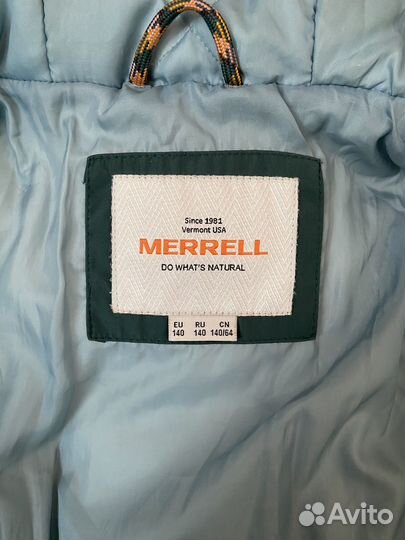 Since 1981
Vermont USA
MERRELL
DO WHAT'S NATURAL
EU RU CN
140 140 140/64
Avito